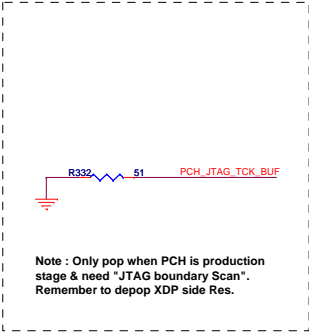 R332 51 PCH_JTAG_TCK_BUF
Note : Only pop when PCH is production
stage & need "JTAG boundary Scan".
Remember to depop XDP side Res.